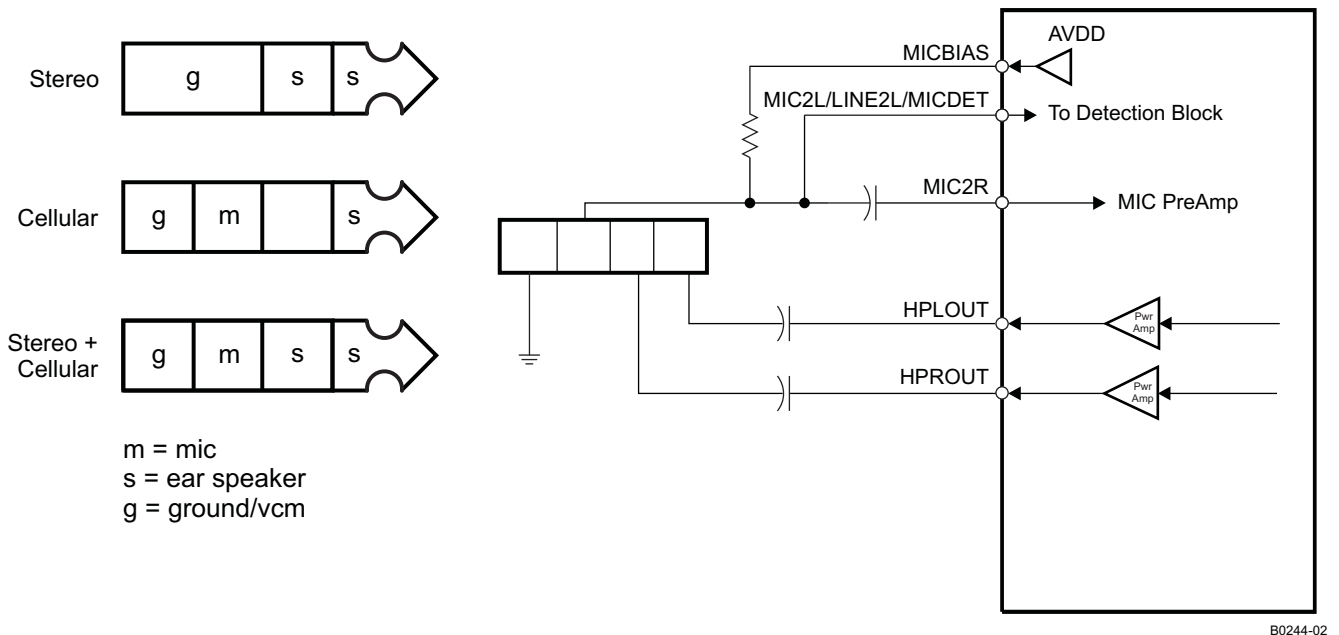 Stereo
g s s
Cellular
g m s
Stereo +
Cellular
g m s s
m = mic
s = ear speaker
g = ground/vcm
AVDD
MICBIAS
MIC2L/LINE2L/MICDET
To Detection Block
MIC2R
MIC PreAmp
HPLOUT
Pwr
Amp
HPROUT
Pwr
Amp
B0244-02